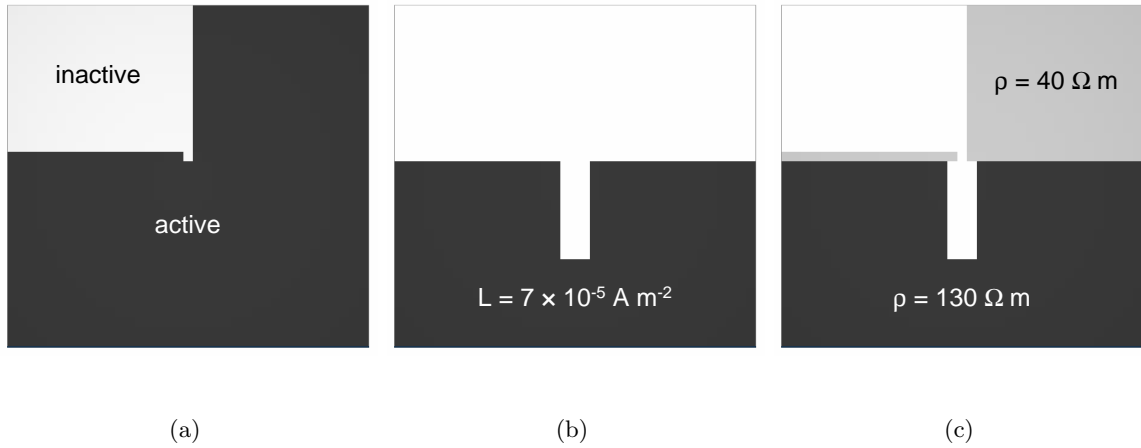 inactive
active
L = 7 × 10⁻⁵ A m⁻²
ρ = 40 Ω m
ρ = 130 Ω m
(a)
(b)
(c)